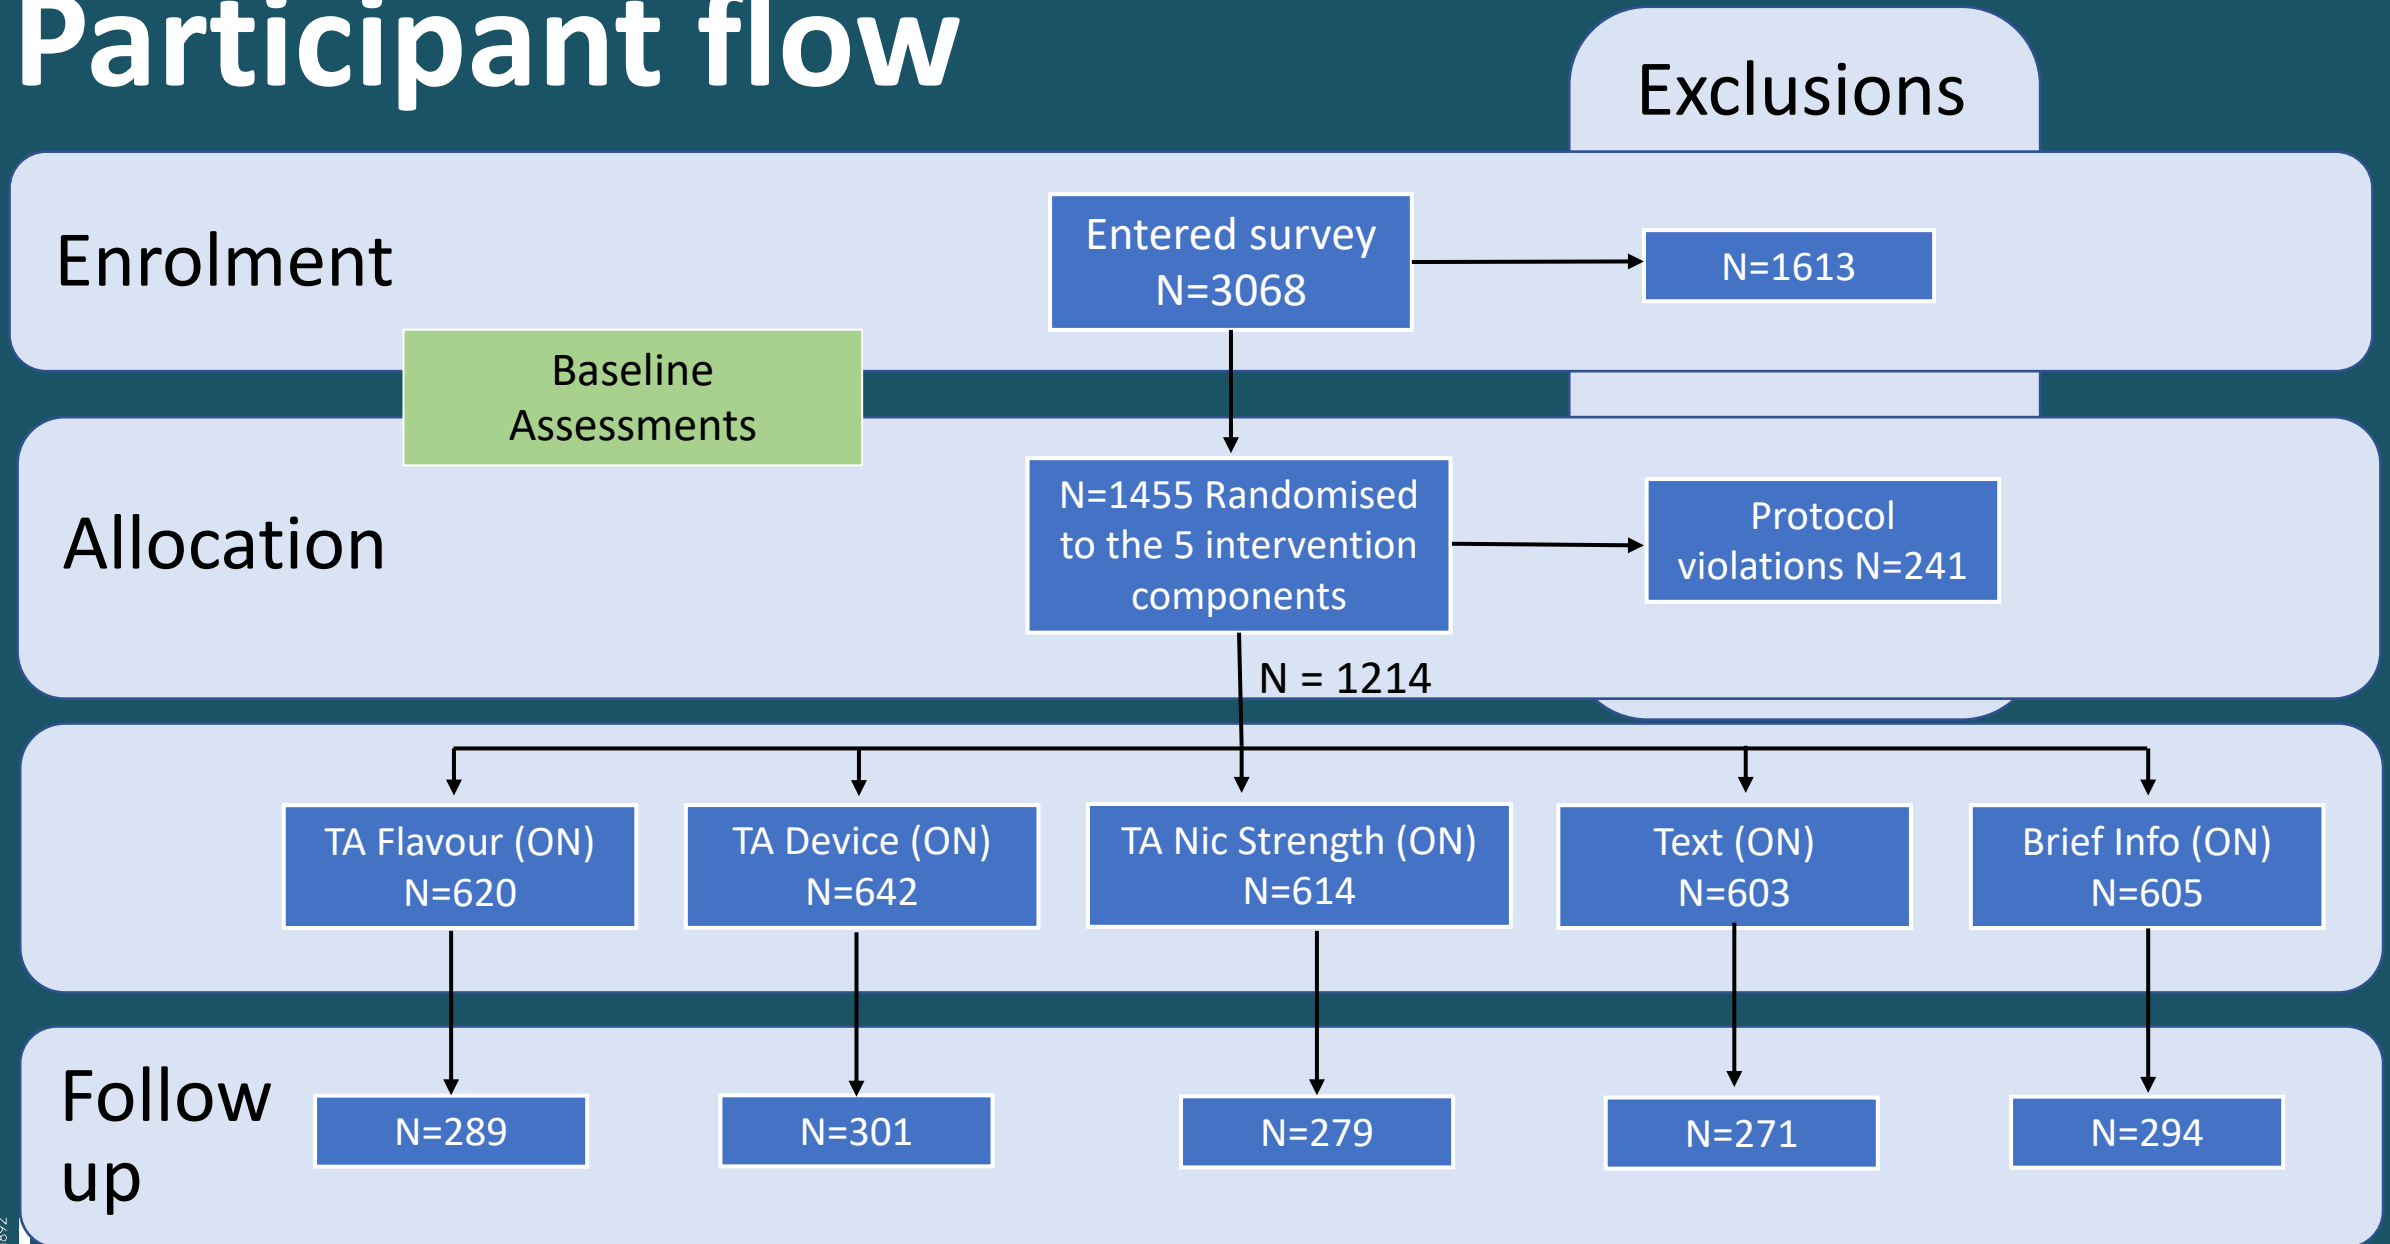 Participant flow
Exclusions
Enrolment
Entered survey
N=3068
N=1613
Baseline
Assessments
Allocation
N=1455 Randomised
to the 5 intervention
components
Protocol
violations N=241
N = 1214
TA Flavour (ON)
N=620
TA Device (ON)
N=642
TA Nic Strength (ON)
N=614
Text (ON)
N=603
Brief Info (ON)
N=605
Follow
up
N=289
N=301
N=279
N=271
N=294